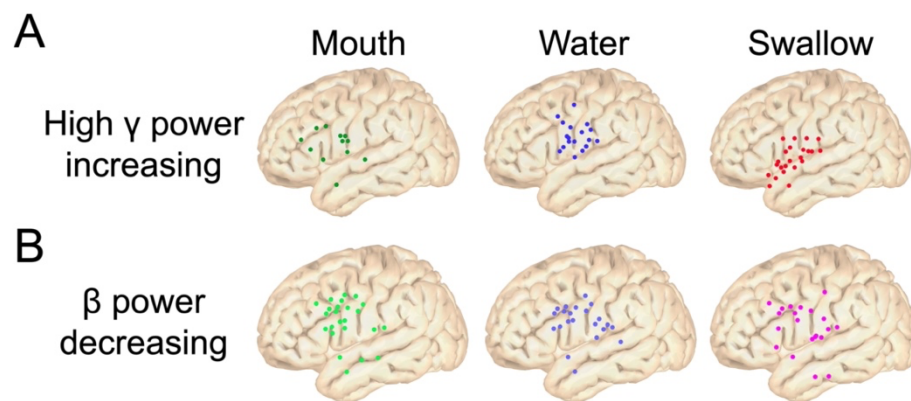 A
Mouth Water Swallow
High γ power
increasing
B
β power
decreasing